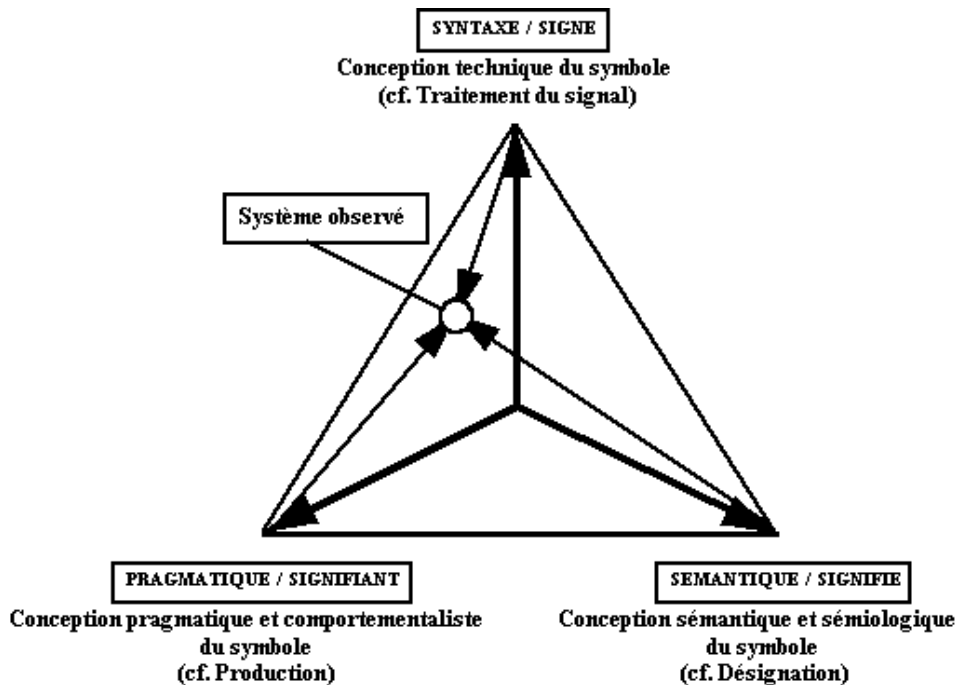 SYNTAXE / SIGNE
Conception technique du symbole
(cf. Traitement du signal)
Système observé
PRAGMATIQUE / SIGNIFIANT
Conception pragmatique et comportementaliste
du symbole
(cf. Production)
SEMANTIQUE / SIGNIFIE
Conception sémantique et sémiologique
du symbole
(cf. Désignation)